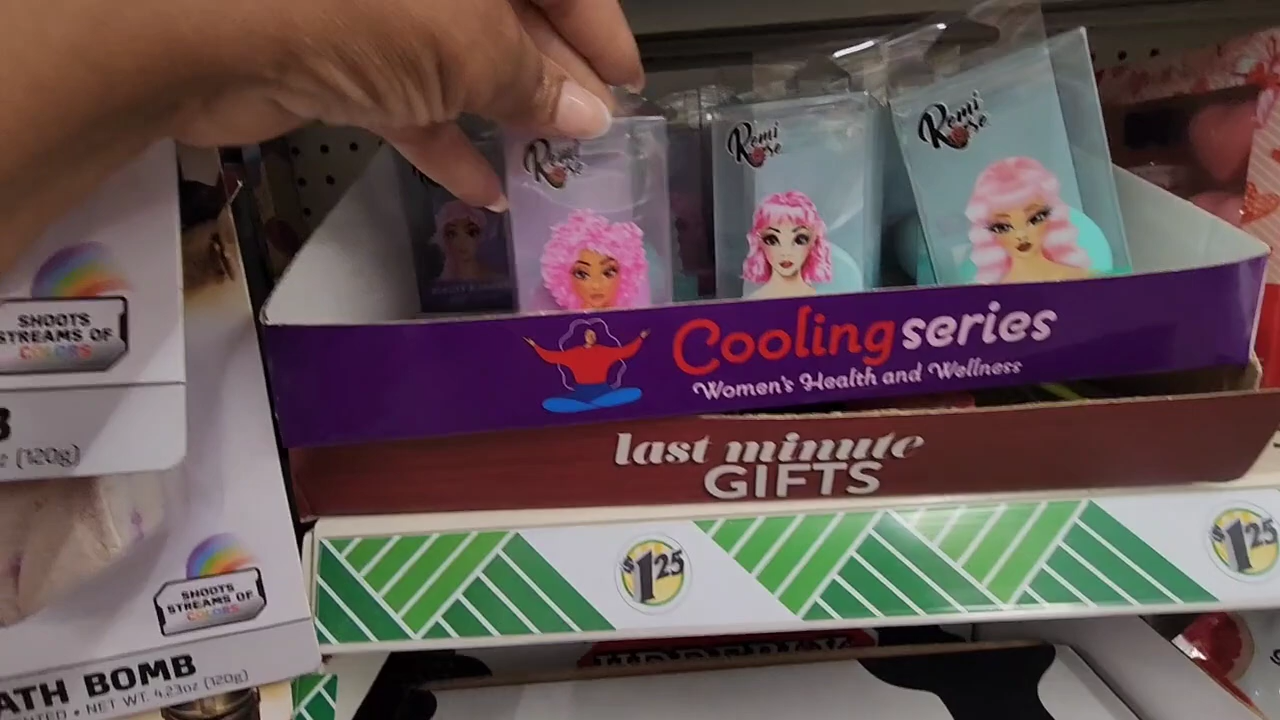 Remi
Rose
Remi
Rose
Remi
Rose
Cooling series
Women's Health and Wellness
last minute
GIFTS
$1.25
$1.25
SHOOTS
STREAMS OF
COLORS
(120g)
SHOOTS
STREAMS OF
COLORS
ATH BOMB
• NET WT. 4.23oz (120g)